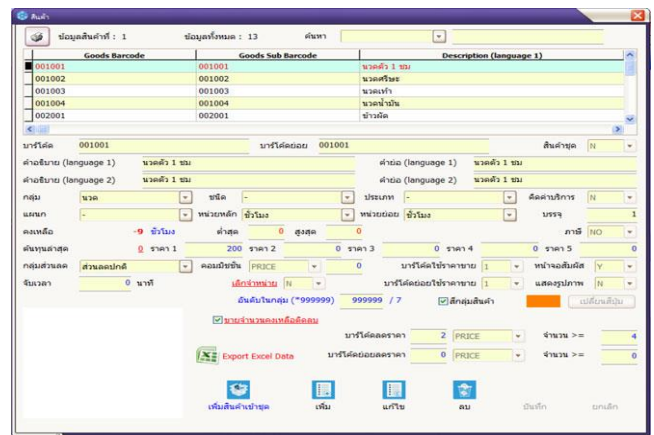 สินค้า
ข้อมูลสินค้าที่ : 1 ข้อมูลทั้งหมด : 13 ค้นหา
Goods Barcode Goods Sub Barcode Description (language 1)
001001 001001 นวดตัว 1 ชม
001002 001002 นวดศรีษะ
001003 001003 นวดเท้า
001004 001004 นวดน้ำมัน
002001 002001 ข้าวผัด
บาร์โค้ด 001001 บาร์โค้ดย่อย 001001 สินค้าชุด N
คำอธิบาย (language 1) นวดตัว 1 ชม คำย่อ (language 1) นวดตัว 1 ชม
คำอธิบาย (language 2) นวดตัว 1 ชม คำย่อ (language 2) นวดตัว 1 ชม
กลุ่ม นวด ชนิด - ประเภท - คิดค่าบริการ N
แผนก - หน่วยหลัก ชั่วโมง หน่วยย่อย ชั่วโมง บรรจุ 1
คงเหลือ -9 ชั่วโมง ต่ำสุด 0 สูงสุด 0 ภาษี NO
ต้นทุนล่าสุด 0 ราคา 1 200 ราคา 2 0 ราคา 3 0 ราคา 4 0 ราคา 5 0
กลุ่มส่วนลด ส่วนลดปกติ คอมมิชชั่น PRICE 0 บาร์โค้ดใช้ราคาขาย 1 หน้าจอสัมผัส Y
จับเวลา 0 นาที เลิกจำหน่าย N บาร์โค้ดย่อยใช้ราคาขาย 1 แสดงรูปภาพ N
อันดับในกลุ่ม (*999999) 999999 / 7 สีกลุ่มสินค้า เปลี่ยนสีปุ่ม
ขายจำนวนคงเหลือติดลบ
บาร์โค้ดลดราคา 2 PRICE จำนวน >= 4
Export Excel Data บาร์โค้ดย่อยลดราคา 0 PRICE จำนวน >= 0
เพิ่มสินค้าเข้าชุด เพิ่ม แก้ไข ลบ บันทึก ยกเลิก